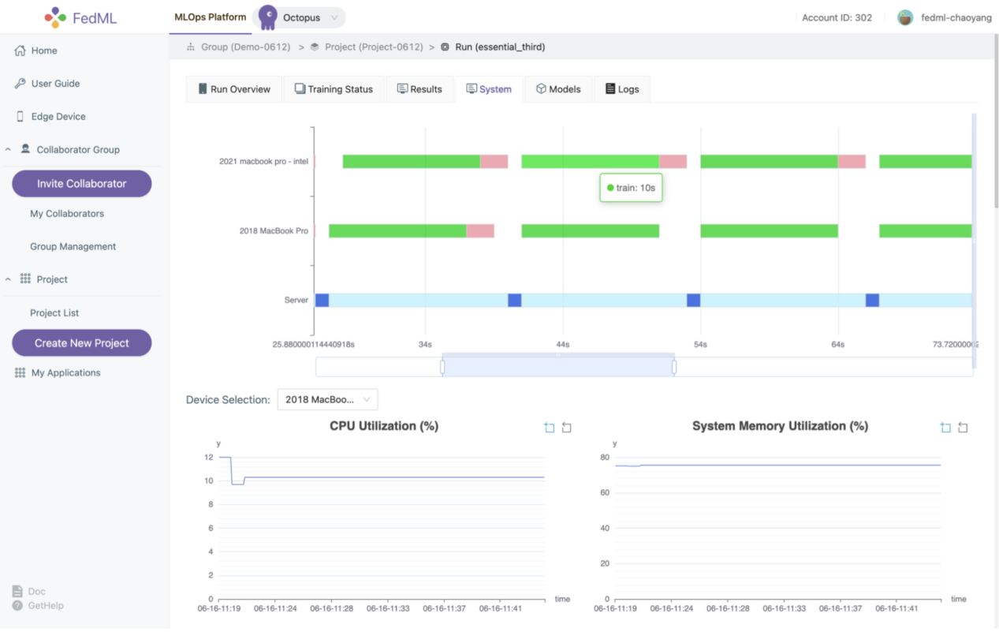 FedML
MLOps Platform
Octopus
Account ID: 302
fedml-chaoyang
Home
User Guide
Edge Device
Collaborator Group
Invite Collaborator
My Collaborators
Group Management
Project
Project List
Create New Project
My Applications
Doc
GetHelp
Group (Demo-0612) > Project (Project-0612) > Run (essential_third)
Run Overview Training Status Results System Models Logs
2021 macbook pro - intel
train: 10s
2018 MacBook Pro
Server
25.880000114440918s 34s 44s 54s 64s 73.72000002
Device Selection: 2018 MacBoo...
CPU Utilization (%)
y
12
10
8
6
4
2
0
time
06-16-11:19 06-16-11:24 06-16-11:28 06-16-11:33 06-16-11:37 06-16-11:41
System Memory Utilization (%)
y
80
60
40
20
0
time
06-16-11:19 06-16-11:24 06-16-11:28 06-16-11:33 06-16-11:37 06-16-11:41